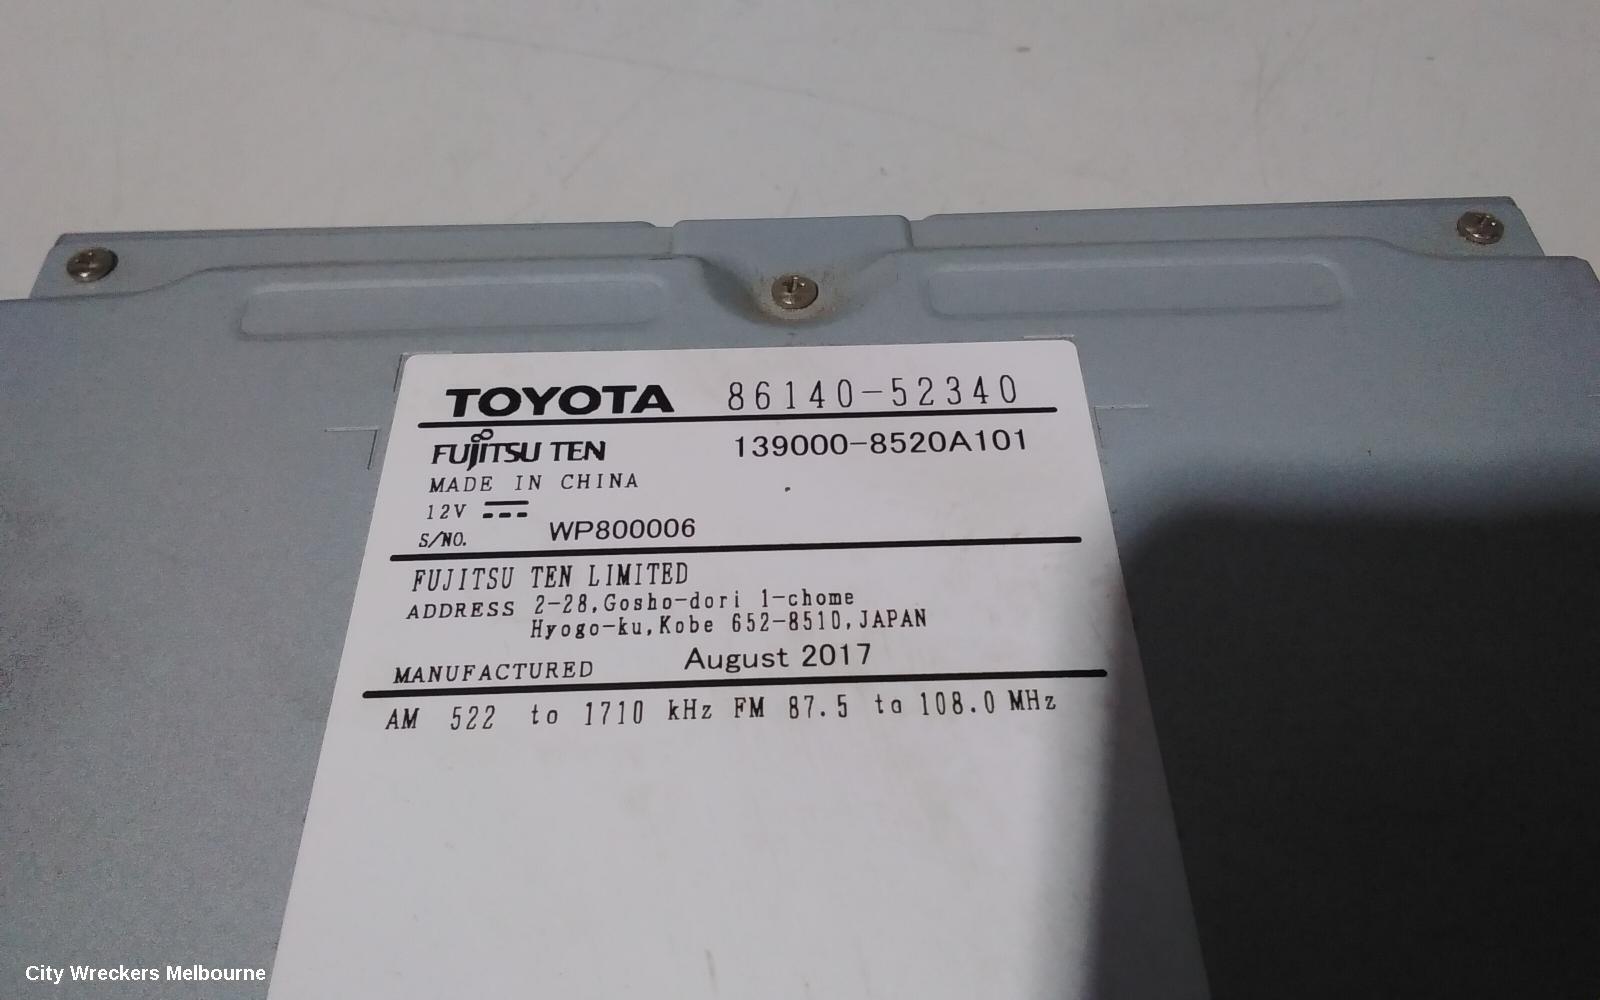 TOYOTA 86140-52340
FUJITSU TEN 139000-8520A101
MADE IN CHINA
12V
S/NO. WP800006
FUJITSU TEN LIMITED
ADDRESS 2-28,Gosho-dori 1-chome
Hyogo-ku,Kobe 652-8510,JAPAN
MANUFACTURED August 2017
AM 522 to 1710 kHz FM 87.5 to 108.0 MHz
City Wreckers Melbourne